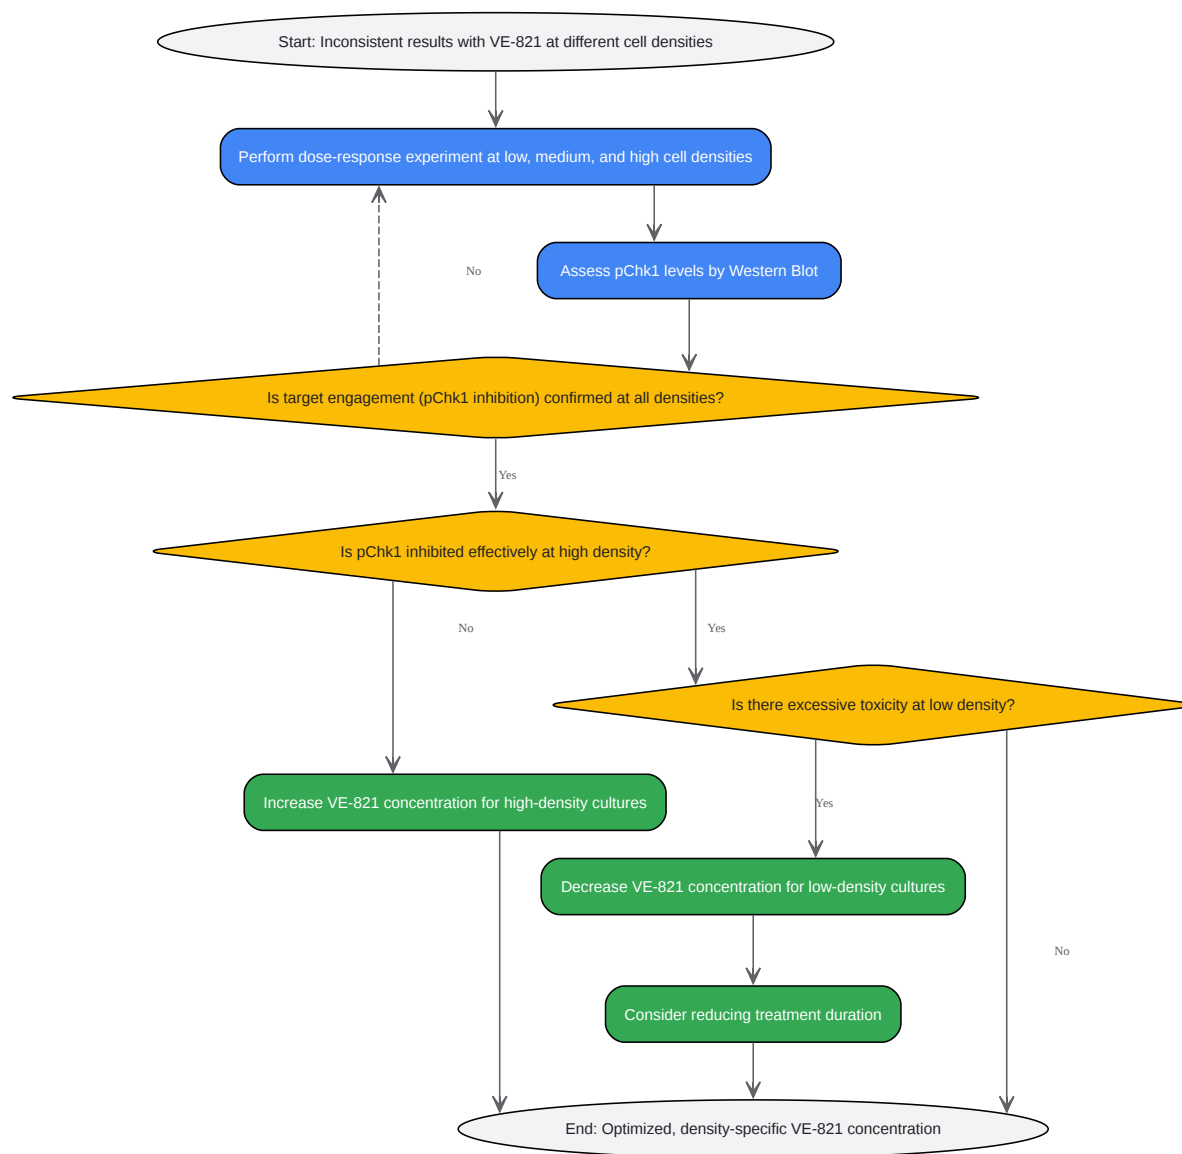 Start: Inconsistent results with VE-821 at different cell densities
Perform dose-response experiment at low, medium, and high cell densities
No
Assess pChk1 levels by Western Blot
Is target engagement (pChk1 inhibition) confirmed at all densities?
Yes
Is pChk1 inhibited effectively at high density?
No
Yes
Is there excessive toxicity at low density?
Increase VE-821 concentration for high-density cultures
Yes
Decrease VE-821 concentration for low-density cultures
No
Consider reducing treatment duration
End: Optimized, density-specific VE-821 concentration